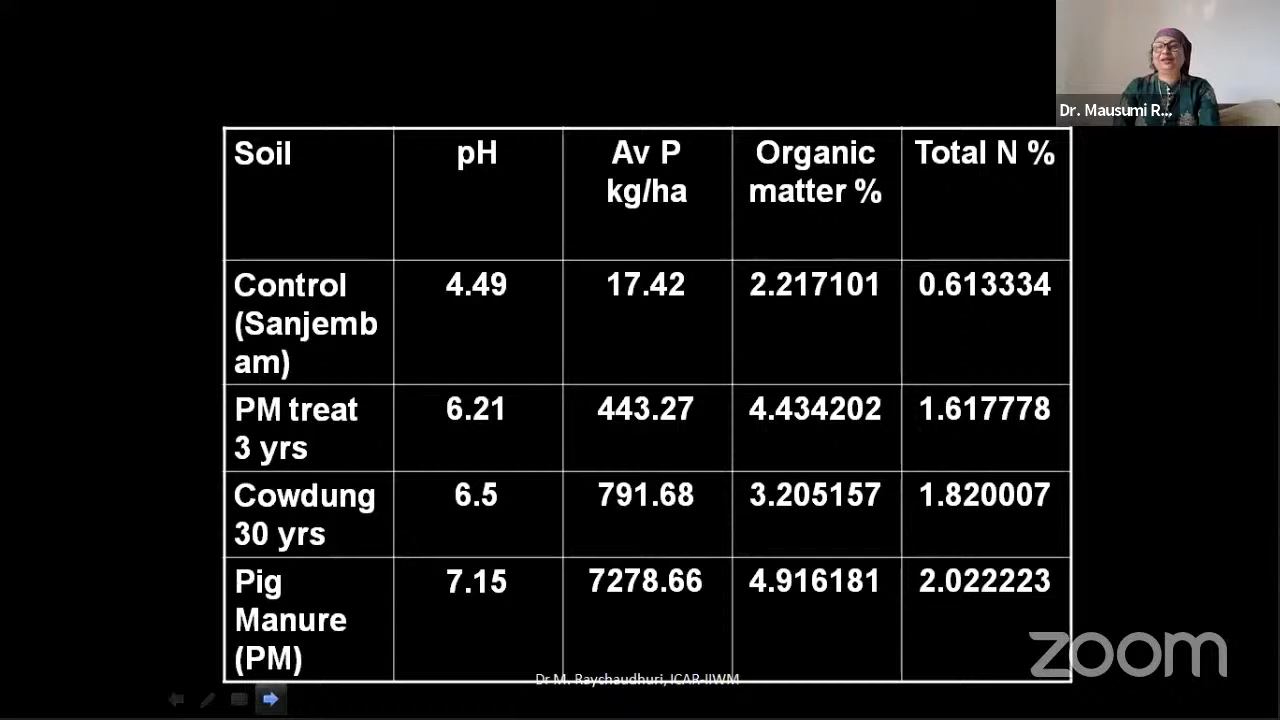 Dr. Mausumi R...
Soil pH Av P Organic Total N %
kg/ha matter %
Control 4.49 17.42 2.217101 0.613334
(Sanjemb
am)
PM treat 6.21 443.27 4.434202 1.617778
3 yrs
Cowdung 6.5 791.68 3.205157 1.820007
30 yrs
Pig 7.15 7278.66 4.916181 2.022223
Manure
(PM)
zoom
Dr M. Raychaudhuri, ICAR-IIWM